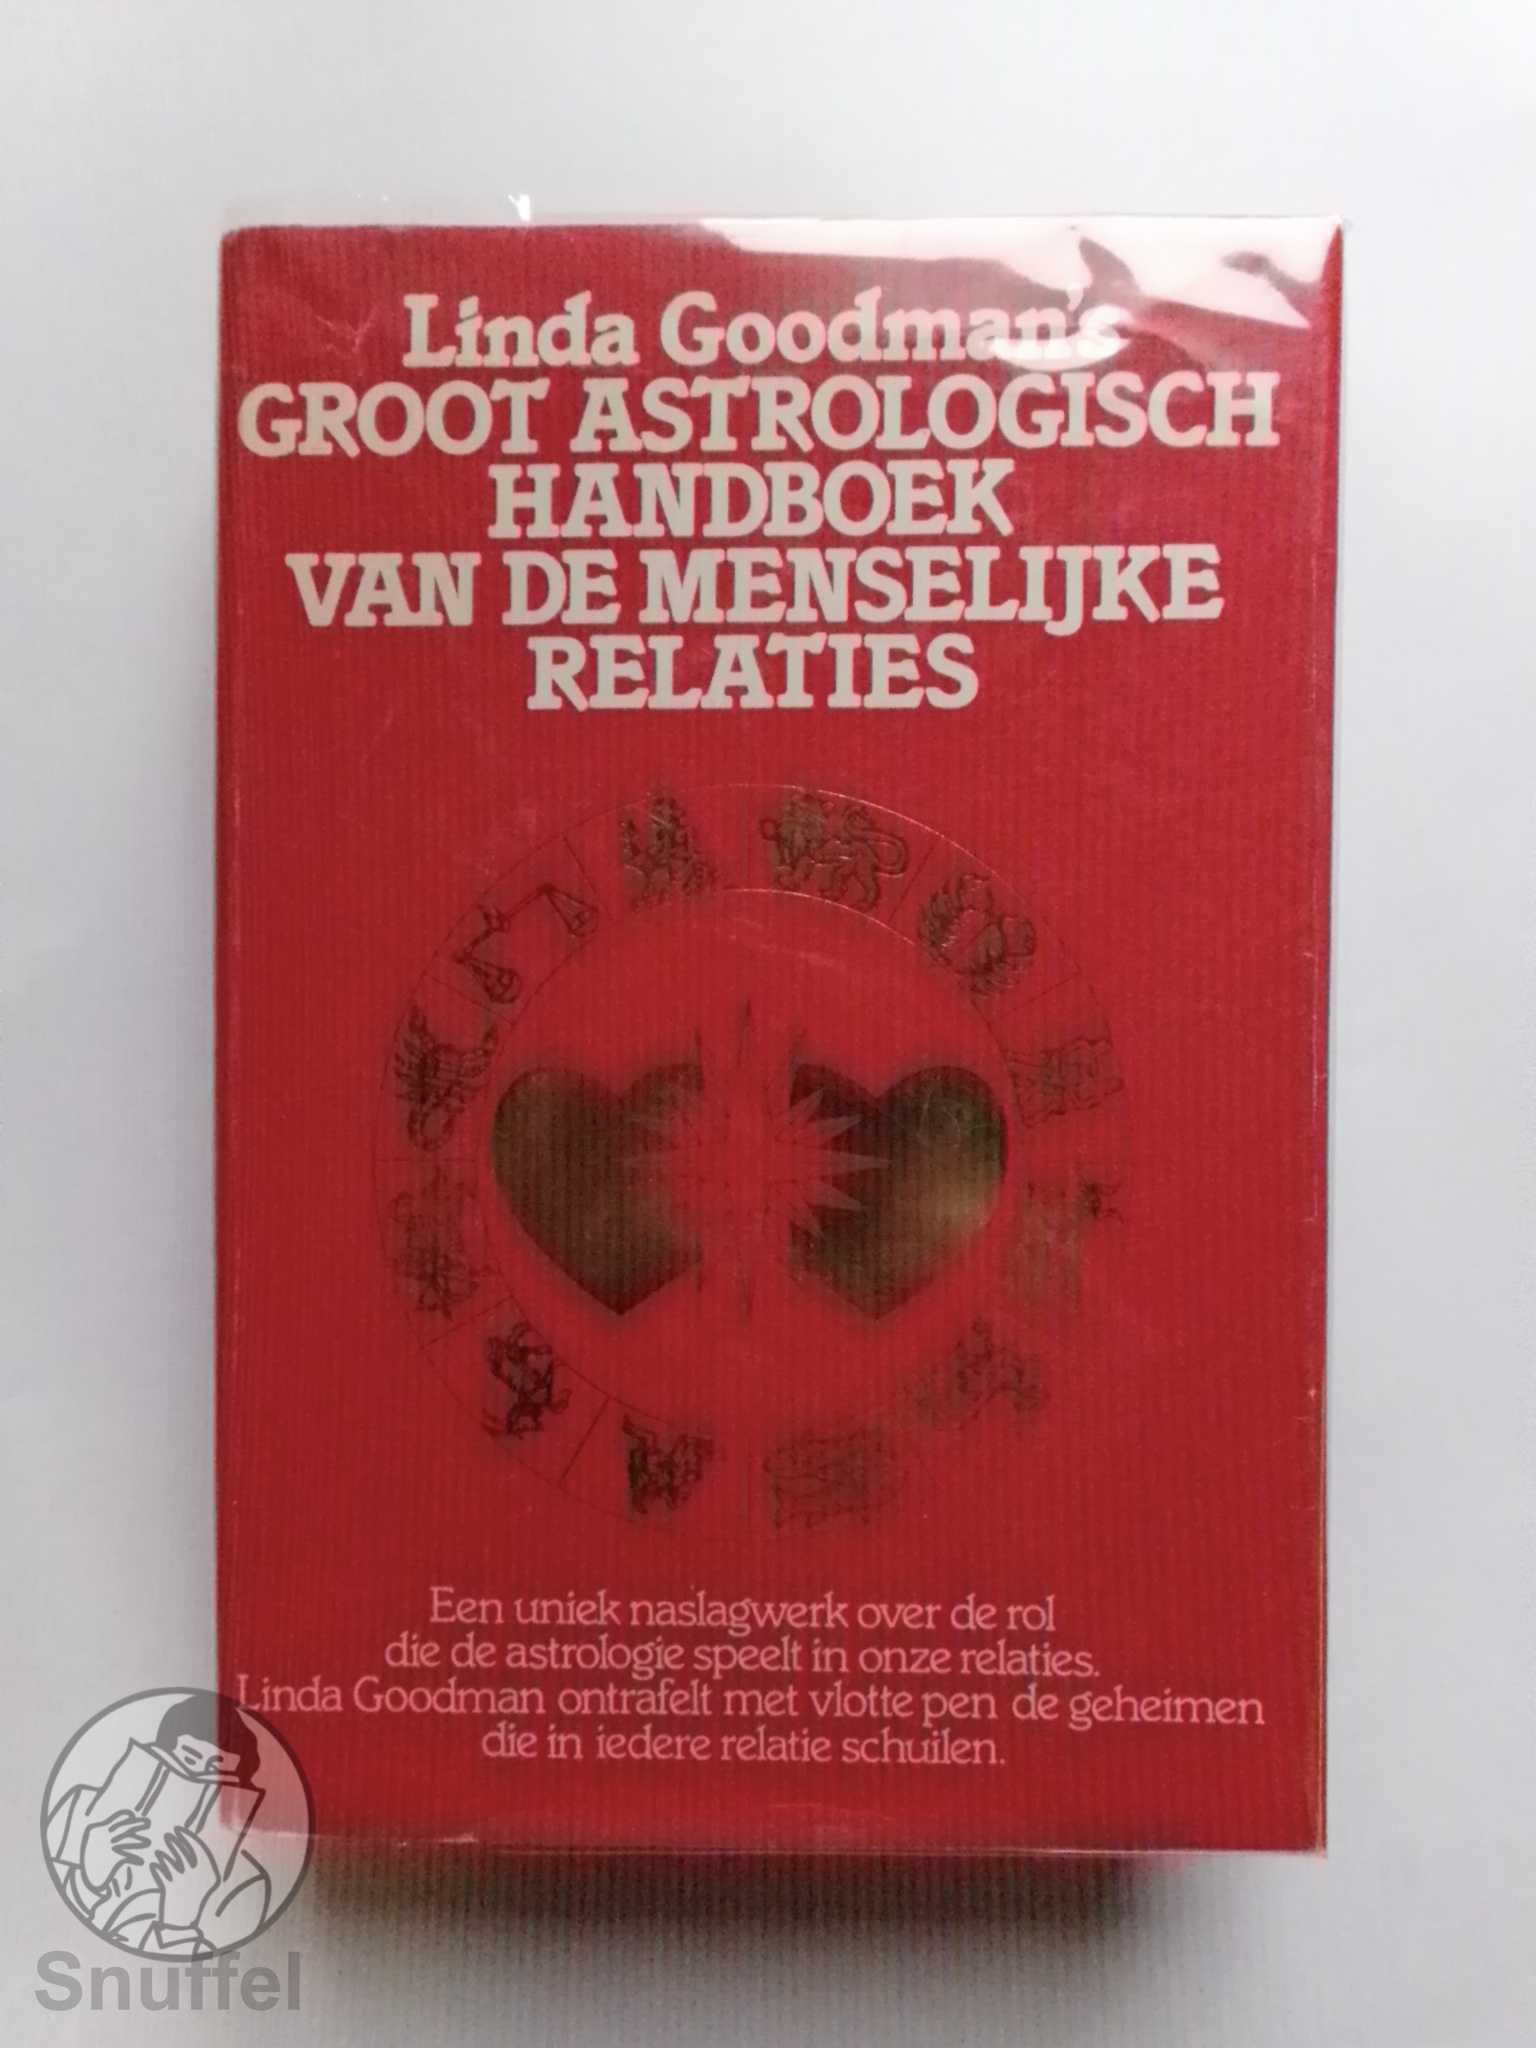 Linda Goodman's
GROOT ASTROLOGISCH
HANDBOEK
VAN DE MENSELIJKE
RELATIES
Een uniek naslagwerk over de rol
die de astrologie speelt in onze relaties.
Linda Goodman ontrafelt met vlotte pen de geheimen
die in iedere relatie schuilen.
Snuffel